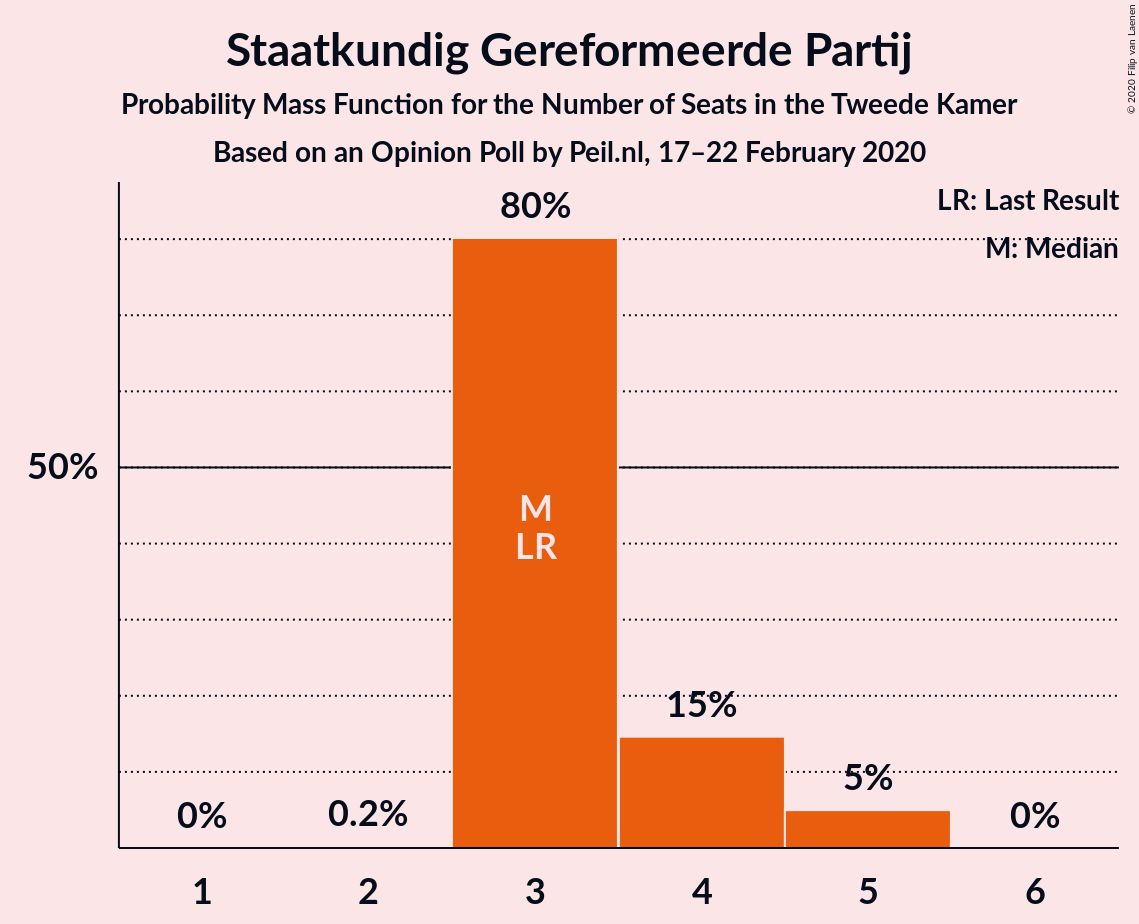 Staatkundig Gereformeerde Partij
Probability Mass Function for the Number of Seats in the Tweede Kamer
Based on an Opinion Poll by Peil.nl, 17–22 February 2020
© 2020 Filip van Laenen
LR: Last Result
M: Median
80%
50%
M
LR
15%
5%
0%
0.2%
0%
1
2
3
4
5
6